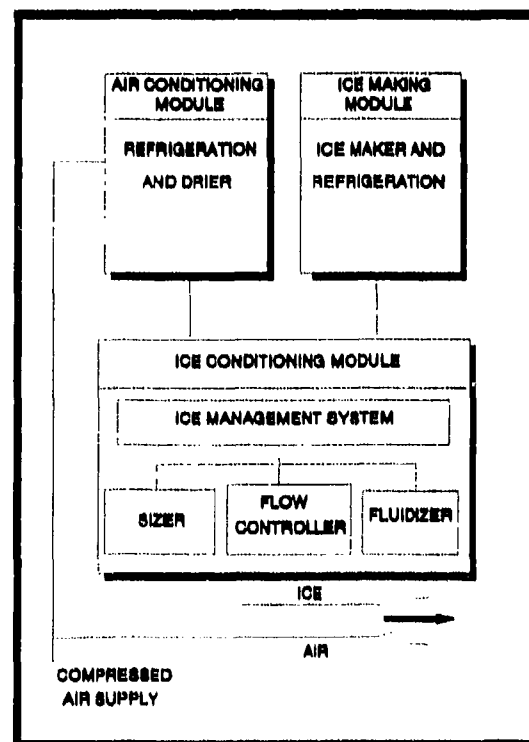 AIR CONDITIONING
MODULE
REFRIGERATION
AND DRIER
ICE MAKING
MODULE
ICE MAKER AND
REFRIGERATION
ICE CONDITIONING MODULE
ICE MANAGEMENT SYSTEM
SIZER
FLOW
CONTROLLER
FLUIDIZER
ICE
AIR
COMPRESSED
AIR SUPPLY